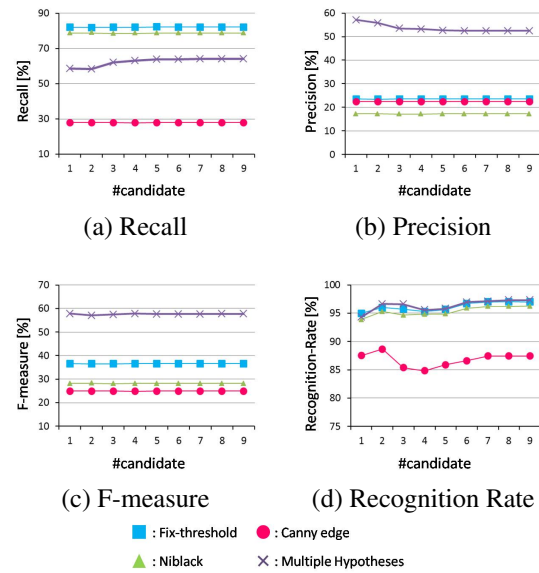 90
70
50
30
10
Recall [%]
1 2 3 4 5 6 7 8 9
#candidate
(a) Recall
60
50
40
30
20
10
0
Precision [%]
1 2 3 4 5 6 7 8 9
#candidate
(b) Precision
70
60
50
40
30
20
10
F-measure [%]
1 2 3 4 5 6 7 8 9
#candidate
(c) F-measure
100
95
90
85
80
75
Recognition-Rate [%]
1 2 3 4 5 6 7 8 9
#candidate
(d) Recognition Rate
: Fix-threshold : Canny edge
: Niblack : Multiple Hypotheses